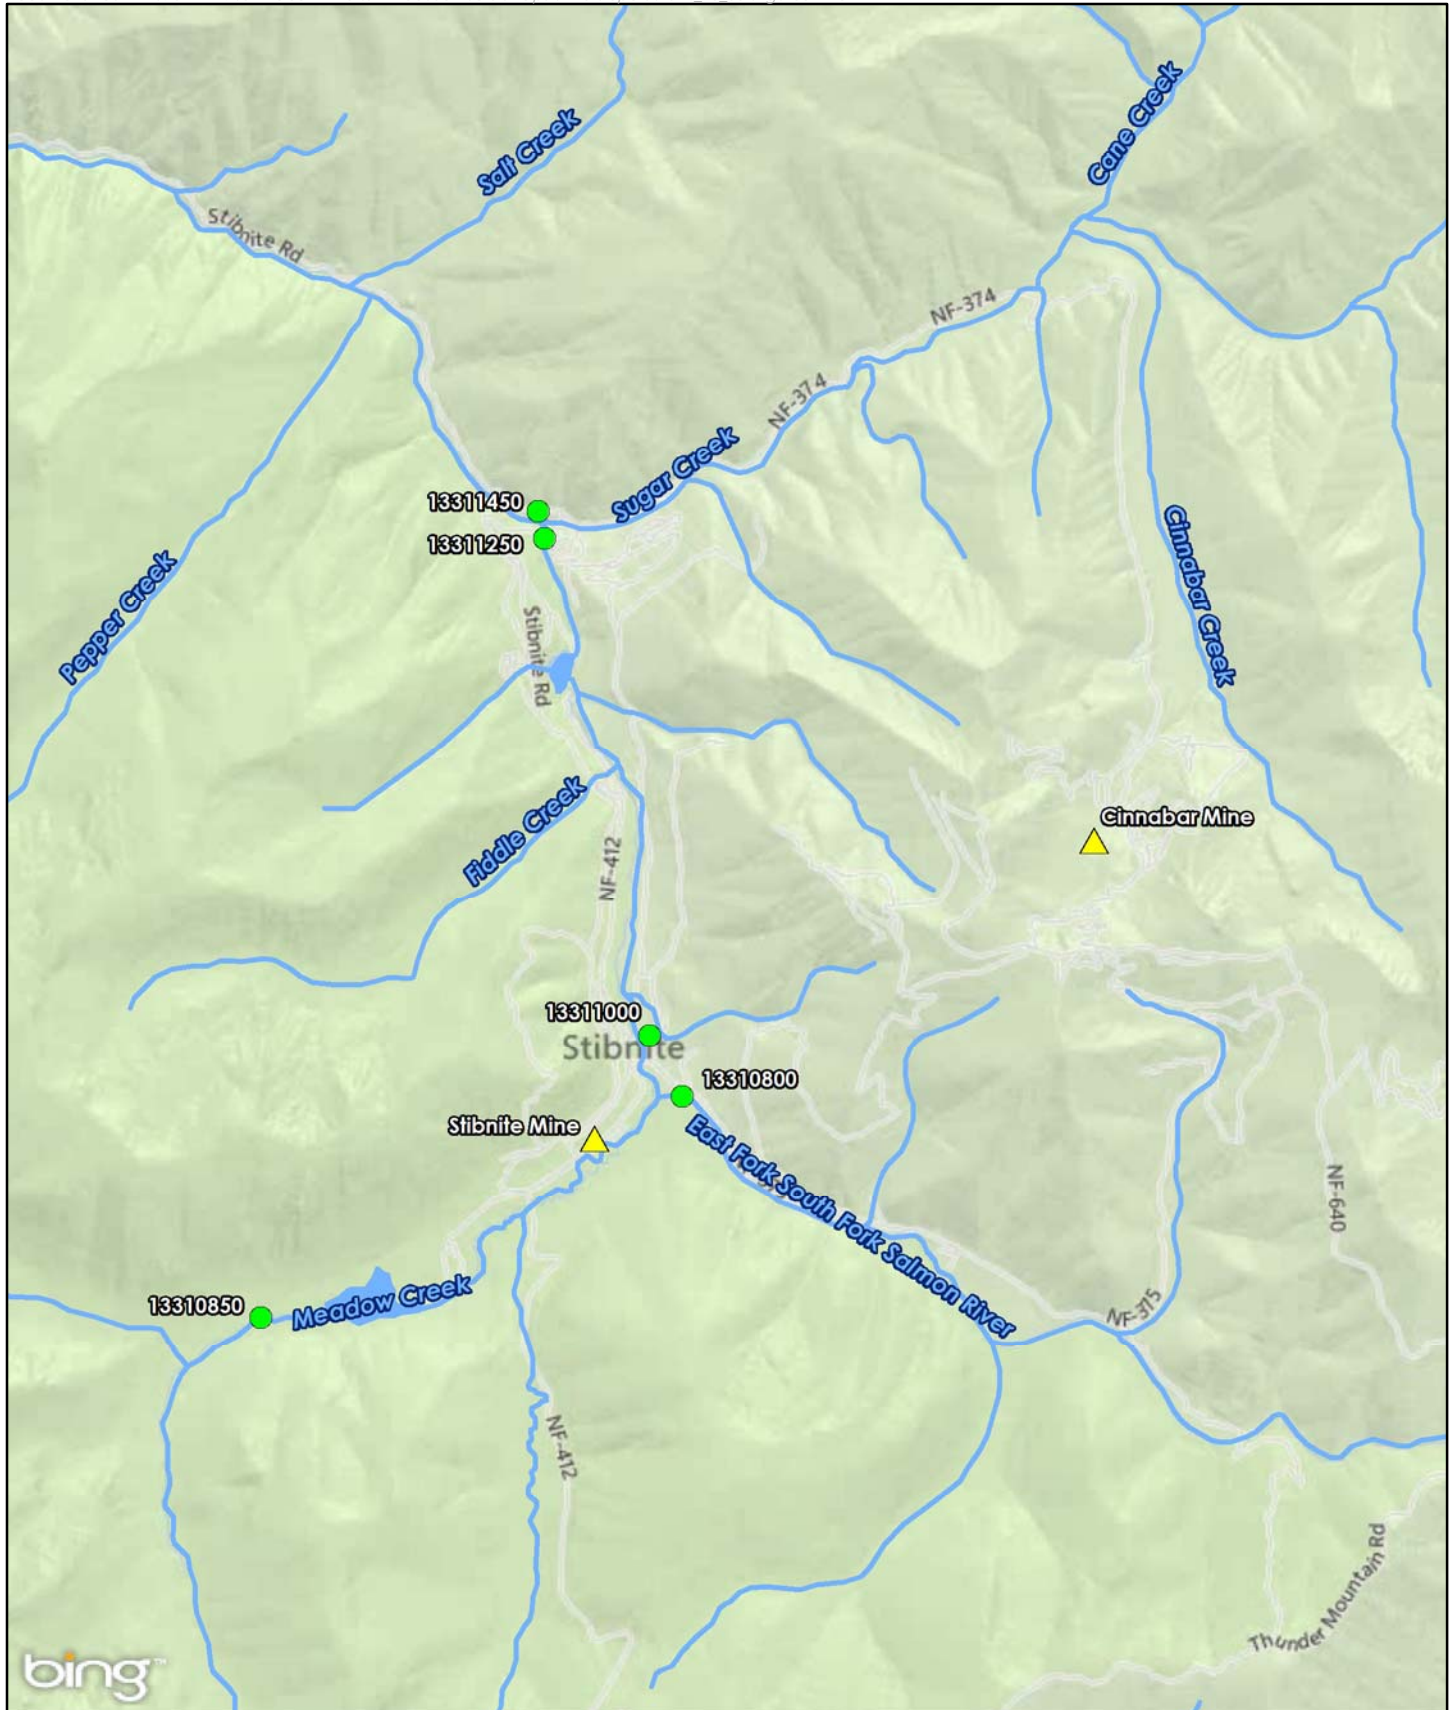 Cane Creek
Salt Creek
Stibnite Rd
NF-374
NF-374
Sugar Creek
13311450
13311250
Cinnabar Creek
Pepper Creek
Stibnite Rd
Cinnabar Mine
Fiddle Creek
NF-412
13311000
Stibnite
13310800
Stibnite Mine
East Fork South Fork Salmon River
NF-640
13310850
Meadow Creek
NF-315
NF-412
Thunder Mountain Rd
bing™